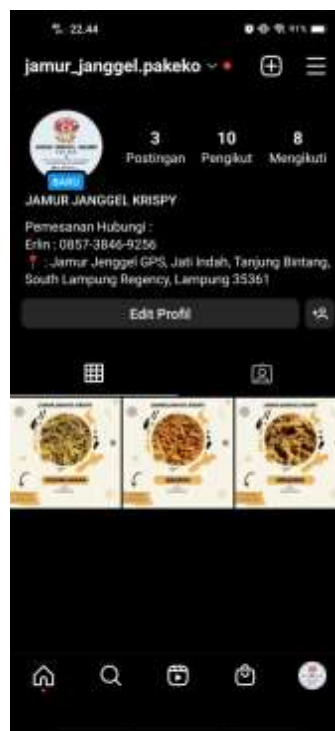 22.44
jamur_janggel.pakeko
3
10
8
Postingan
Pengikut
Mengikuti
BARU
JAMUR JANGGEL KRISPY
Pemesanan Hubungi :
Erlin : 0857-3846-9256
: Jamur Jenggel GPS, Jati Indah, Tanjung Bintang,
South Lampung Regency, Lampung 35361
Edit Profil